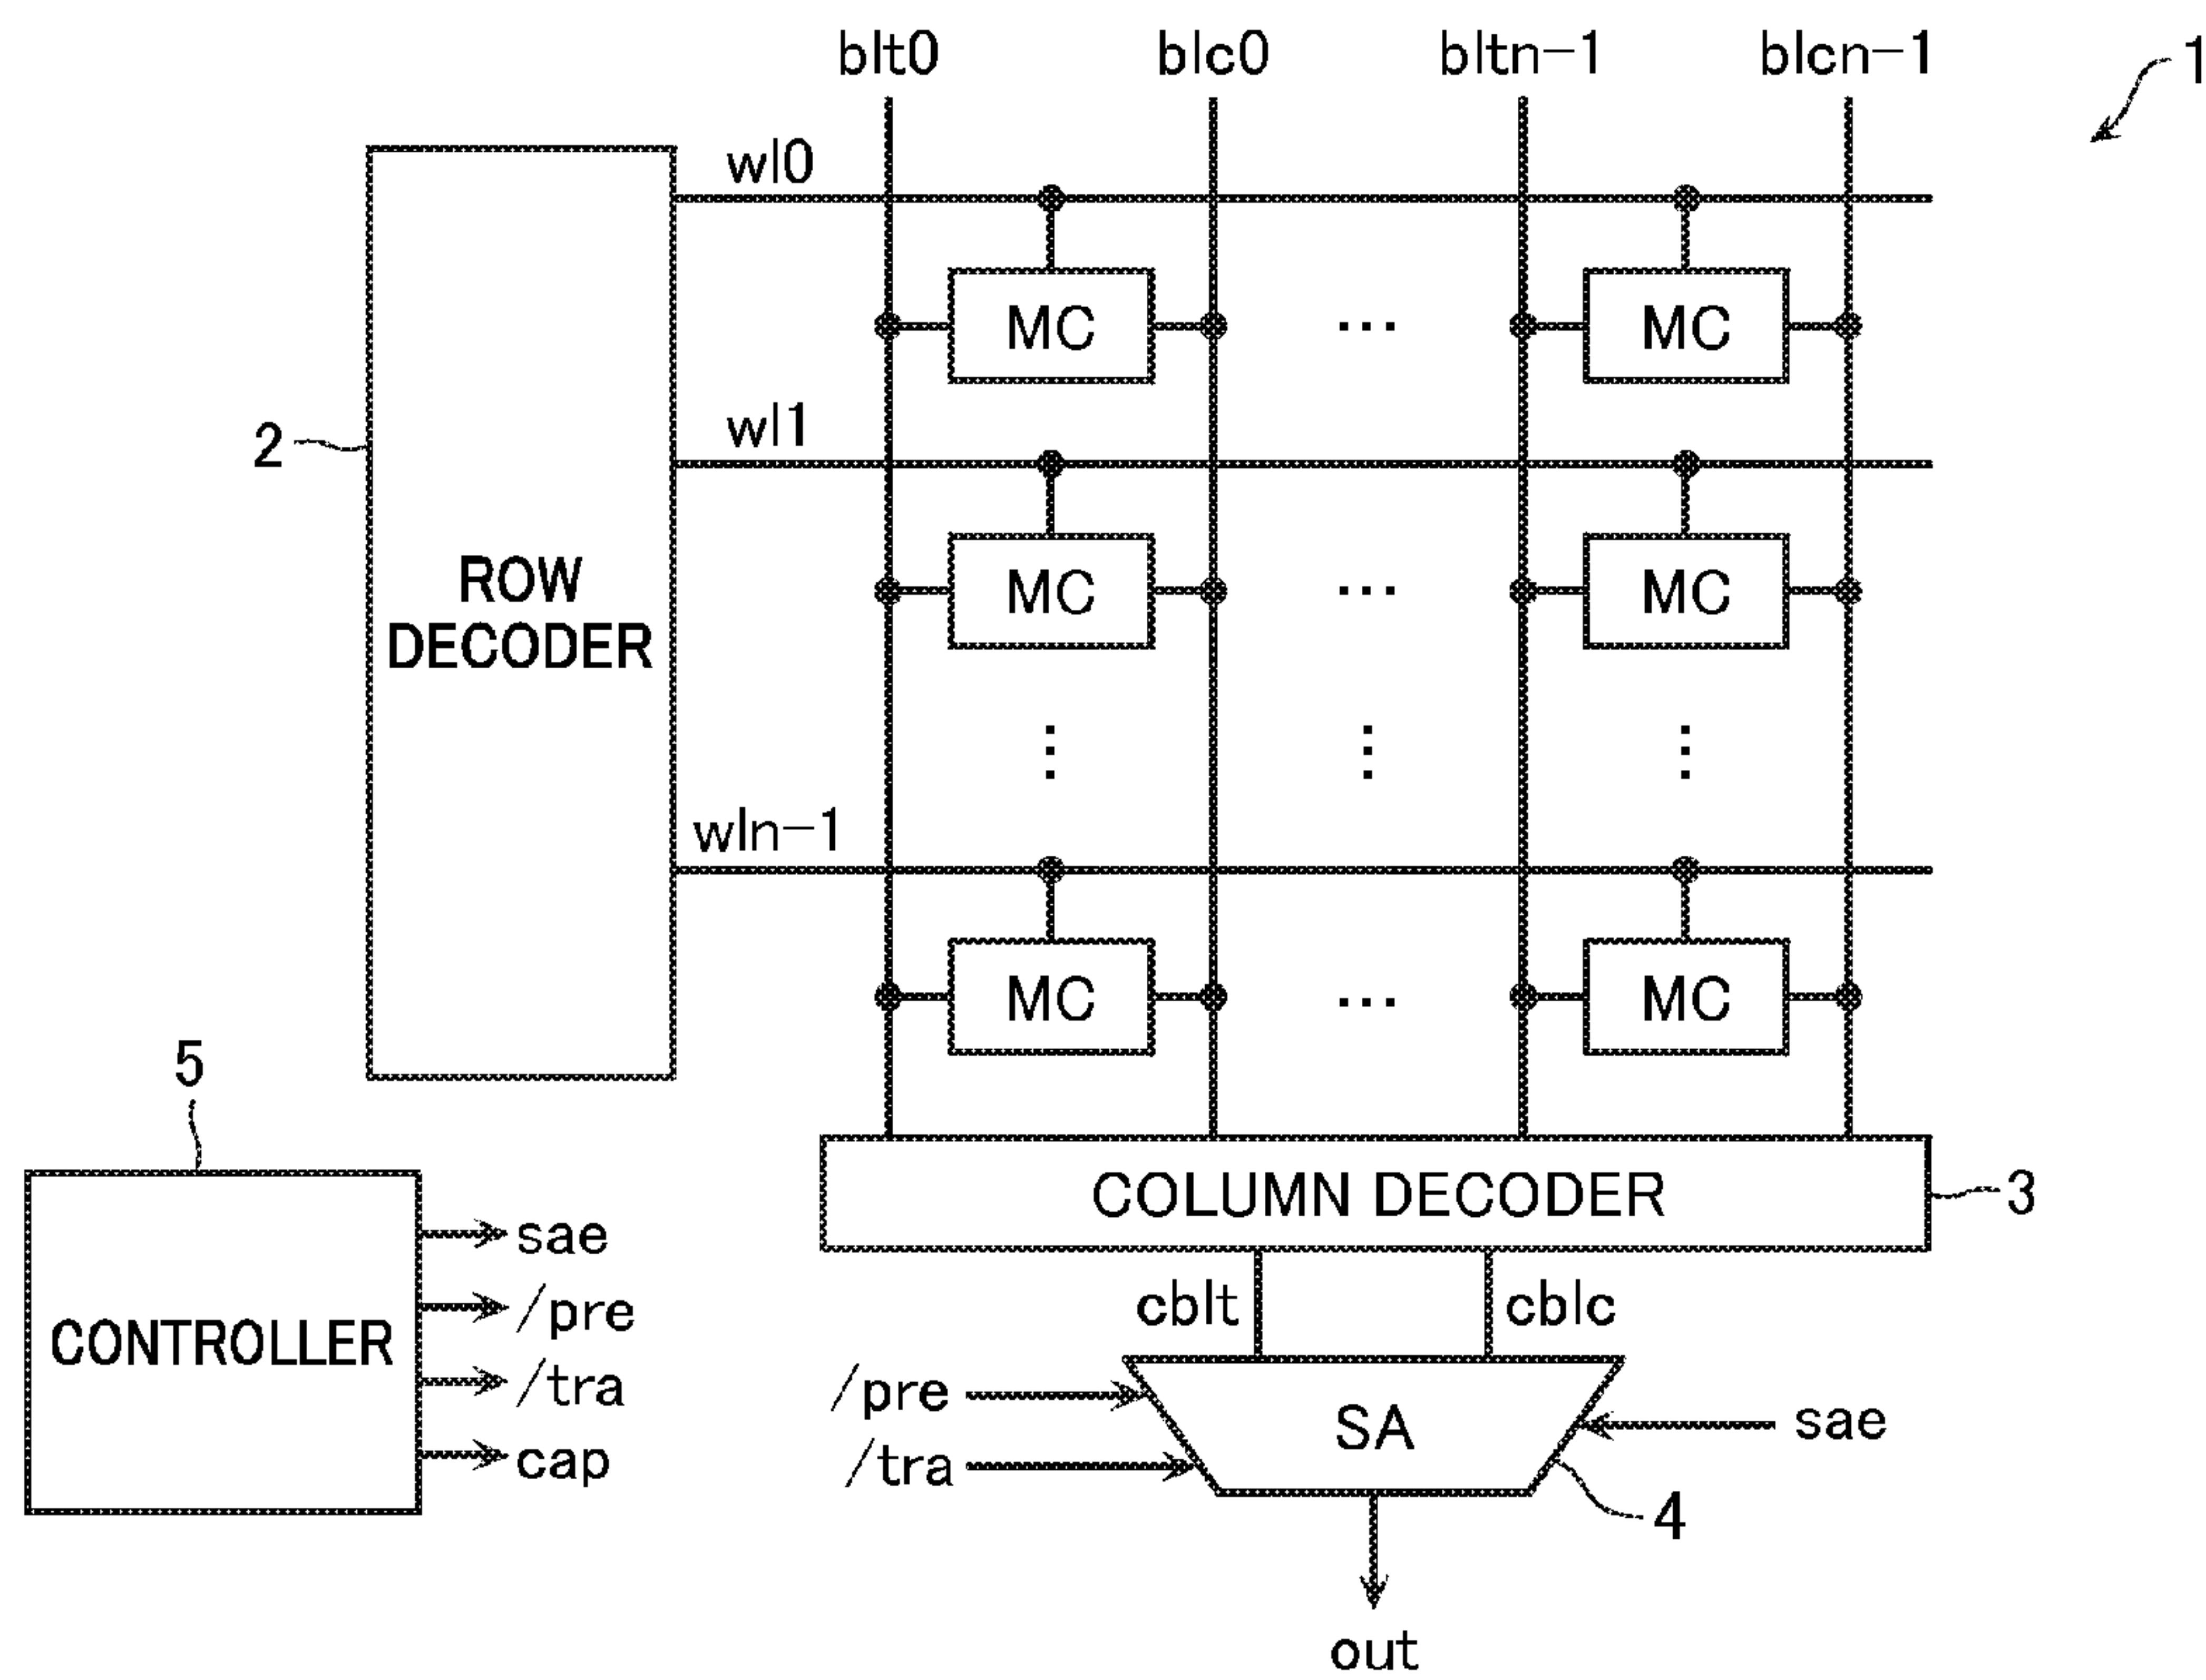 blt0 blc0 bltn-1 blcn-1
1
wl0
MC ... MC
wl1
2
MC ... MC
ROW
DECODER
wln-1
MC ... MC
5
COLUMN DECODER
3
CONTROLLER
sae
/pre
/tra
cap
cblt cblc
/pre
/tra
SA
sae
4
out